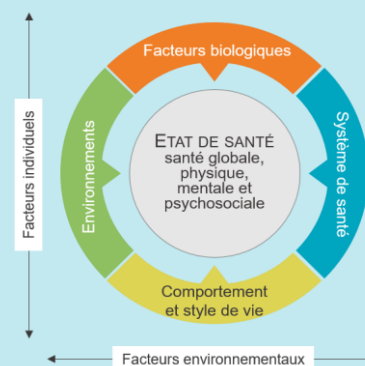 Facteurs biologiques
Facteurs individuels
Environnements
ETAT DE SANTÉ
santé globale,
physique,
mentale et
psychosociale
Système de santé
Comportement
et style de vie
Facteurs environnementaux